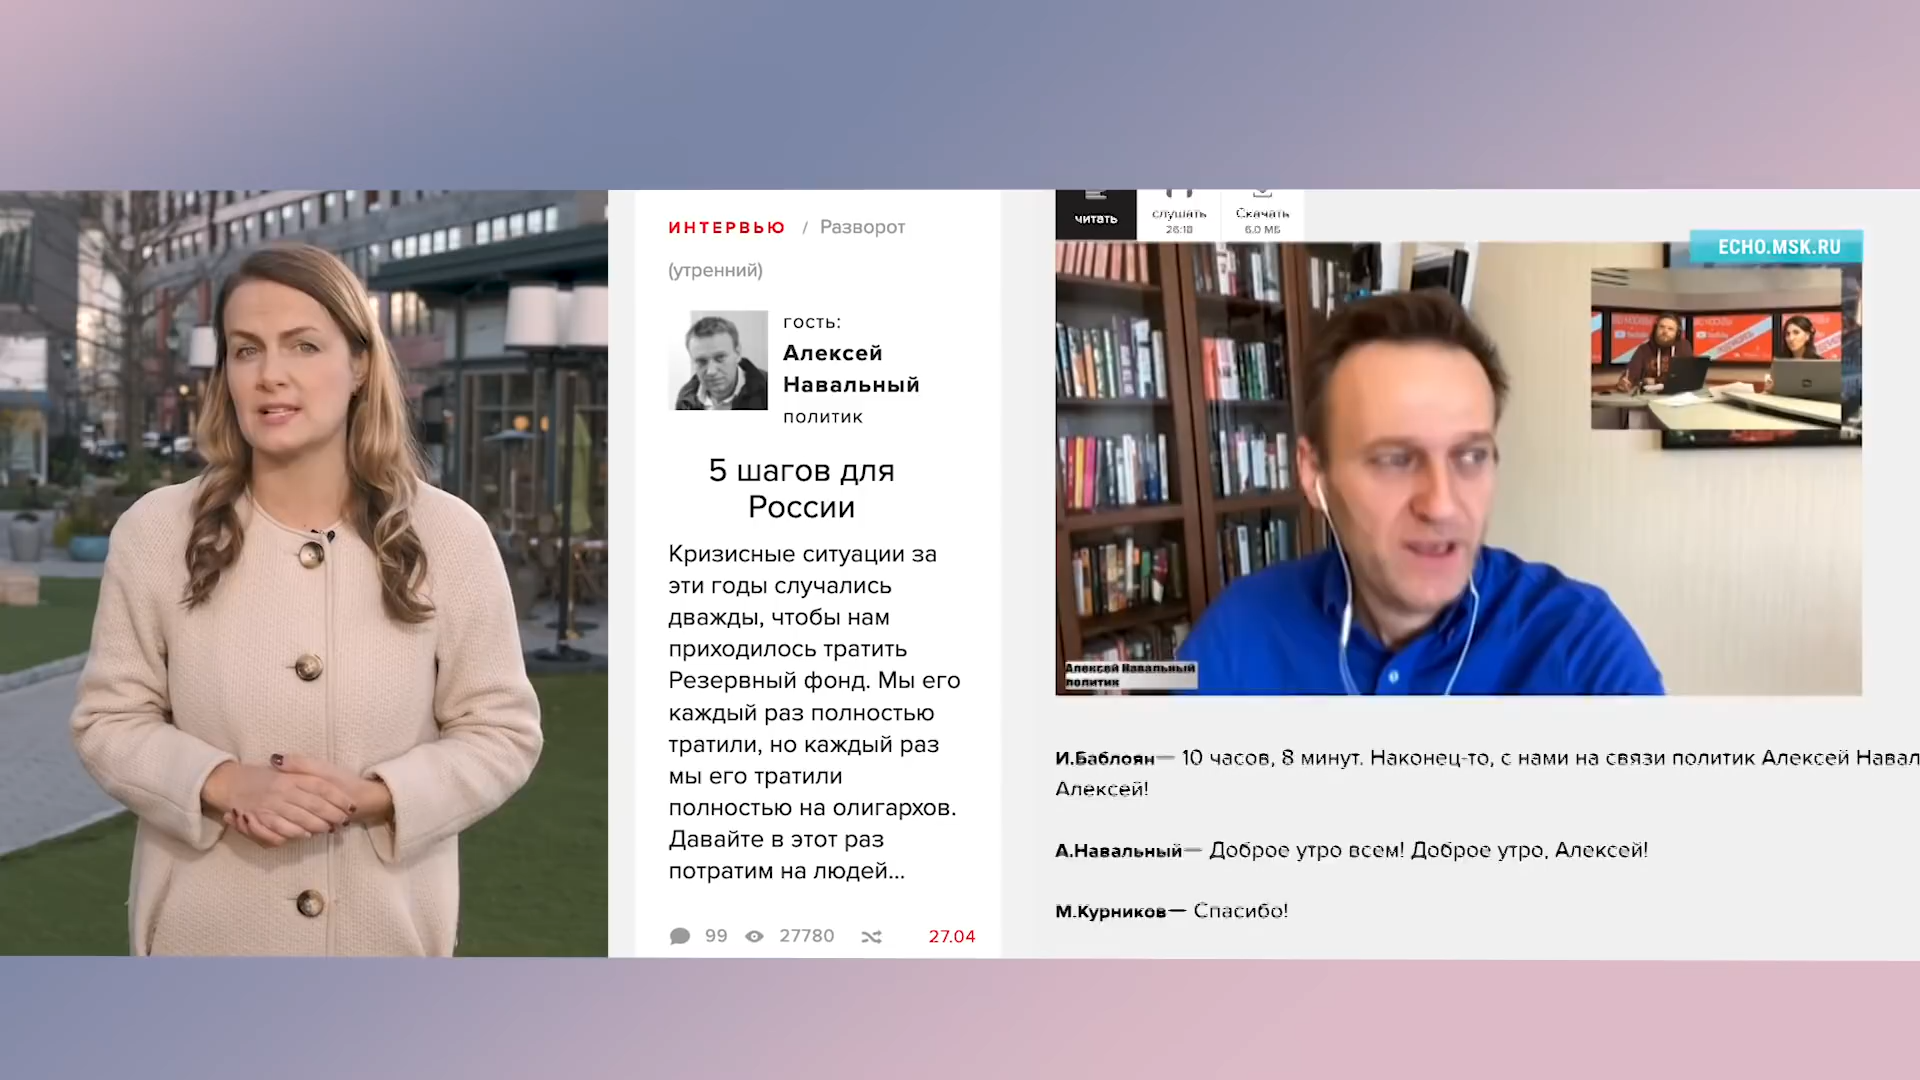 ИНТЕРВЬЮ / Разворот
(утренний)
гость:
Алексей
Навальный
политик
5 шагов для
России
Кризисные ситуации за
эти годы случались
дважды, чтобы нам
приходилось тратить
Резервный фонд. Мы его
каждый раз полностью
тратили, но каждый раз
мы его тратили
полностью на олигархов.
Давайте в этот раз
потратим на людей...
99 27780 27.04
читать слушать Скачать
26:18 6.0 МБ
ECHO.MSK.RU
Алексей Навальный
политик
И.Баблоян— 10 часов, 8 минут. Наконец-то, с нами на связи политик Алексей Навал
Алексей!
А.Навальный— Доброе утро всем! Доброе утро, Алексей!
М.Курников— Спасибо!